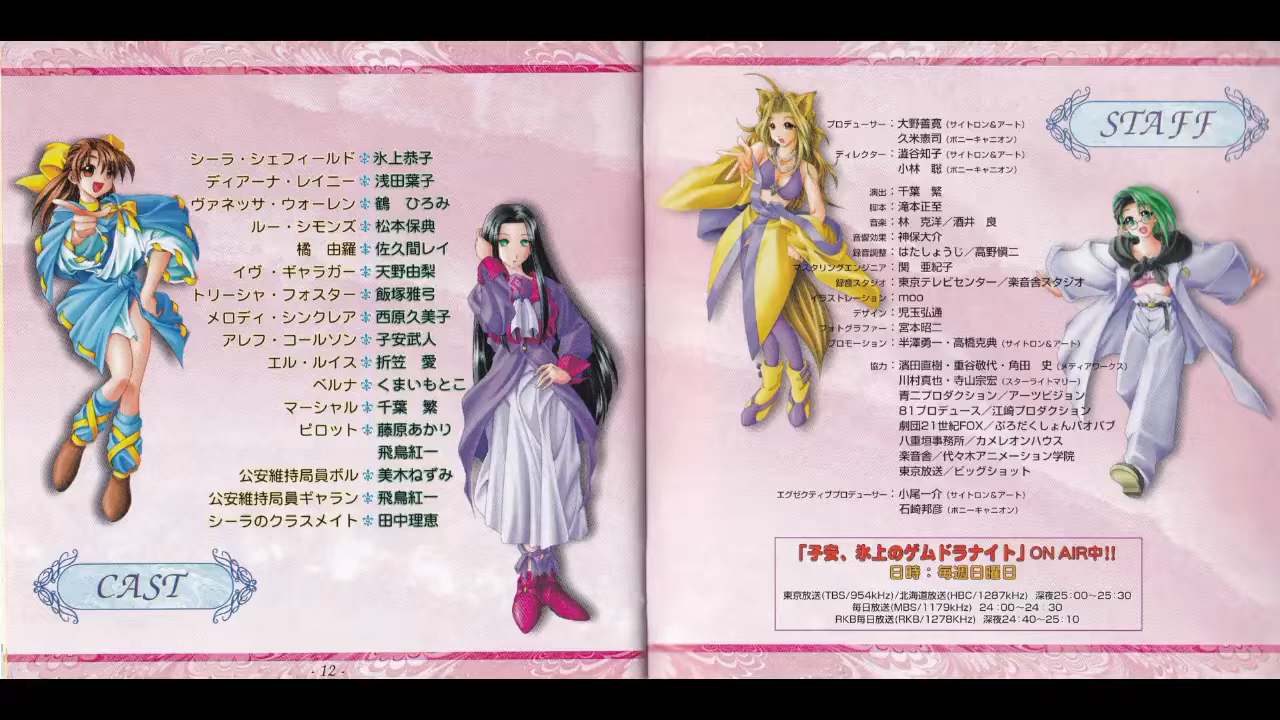 シーラ・シェフィールド 氷上恭子
ディアーナ・レイニー 浅田葉子
ヴァネッサ・ウォーレン 鶴 ひろみ
ルー・シモンズ 松本保典
橘 由羅 佐久間レイ
イヴ・ギャラガー 天野由梨
トリーシャ・フォスター 飯塚雅弓
メロディ・シンクレア 西原久美子
アレフ・コールソン 子安武人
エル・ルイス 折笠 愛
ベルナ くまいもとこ
マーシャル 千葉 繁
ピロット 藤原あかり
飛鳥紅一
公安維持局員ボル 美木ねずみ
公安維持局員ギャラン 飛鳥紅一
シーラのクラスメイト 田中理恵
CAST
- 12 -
STAFF
プロデューサー：大野善寛（サイトロン&アート）
久米憲司（ポニーキャニオン）
ディレクター：澁谷知子（サイトロン&アート）
小林 聡（ポニーキャニオン）
演出：千葉 繁
脚本：滝本正至
音楽：林 克洋／酒井 良
音響効果：神保大介
録音調整：はたしょうじ／高野愼二
マスタリングエンジニア：関 亜紀子
録音スタジオ：東京テレビセンター／楽音舎スタジオ
イラストレーション：moo
デザイン：児玉弘通
フォトグラファー：宮本昭二
プロモーション：半澤勇一・高橋克典（サイトロン&アート）
協力：濱田直樹・重谷敬代・角田 史（メディアワークス）
川村真也・寺山宗宏（スターライトマリー）
青二プロダクション／アーツビジョン
81プロデュース／江崎プロダクション
劇団21世紀FOX／ぷろだくしょんバオバブ
八重垣事務所／カメレオンハウス
楽音舎／代々木アニメーション学院
東京放送／ビッグショット
エグゼクティブプロデューサー：小尾一介（サイトロン&アート）
石崎邦彦（ポニーキャニオン）
「子安、氷上のゲムドラナイト」ON AIR中!!
日時：毎週日曜日
東京放送(TBS/954kHz)/北海道放送(HBC/1287kHz) 深夜25:00〜25:30
毎日放送(MBS/1179kHz) 24:00〜24:30
RKB毎日放送(RKB/1278KHz) 深夜24:40〜25:10